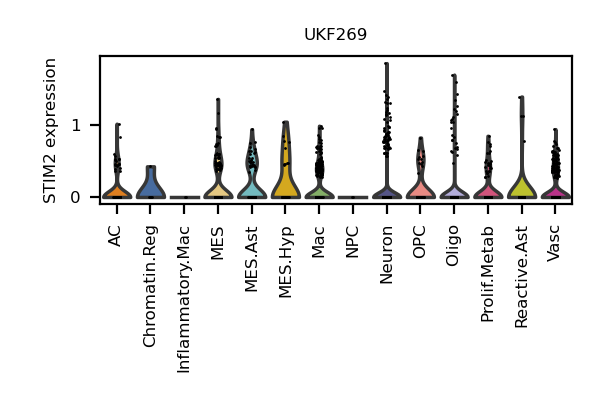 UKF269
STIM2 expression
1
0
AC
Chromatin.Reg
Inflammatory.Mac
MES
MES.Ast
MES.Hyp
Mac
NPC
Neuron
OPC
Oligo
Prolif.Metab
Reactive.Ast
Vasc